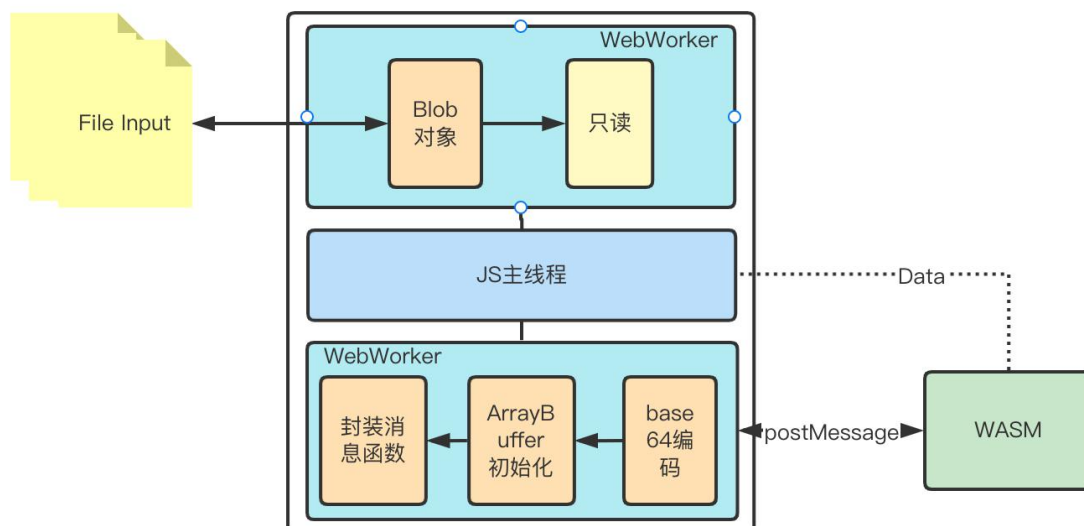 WebWorker
File Input
Blob
对象
只读
JS主线程
Data
WebWorker
封装消
息函数
ArrayB
uffer
初始化
base
64编
码
postMessage
WASM